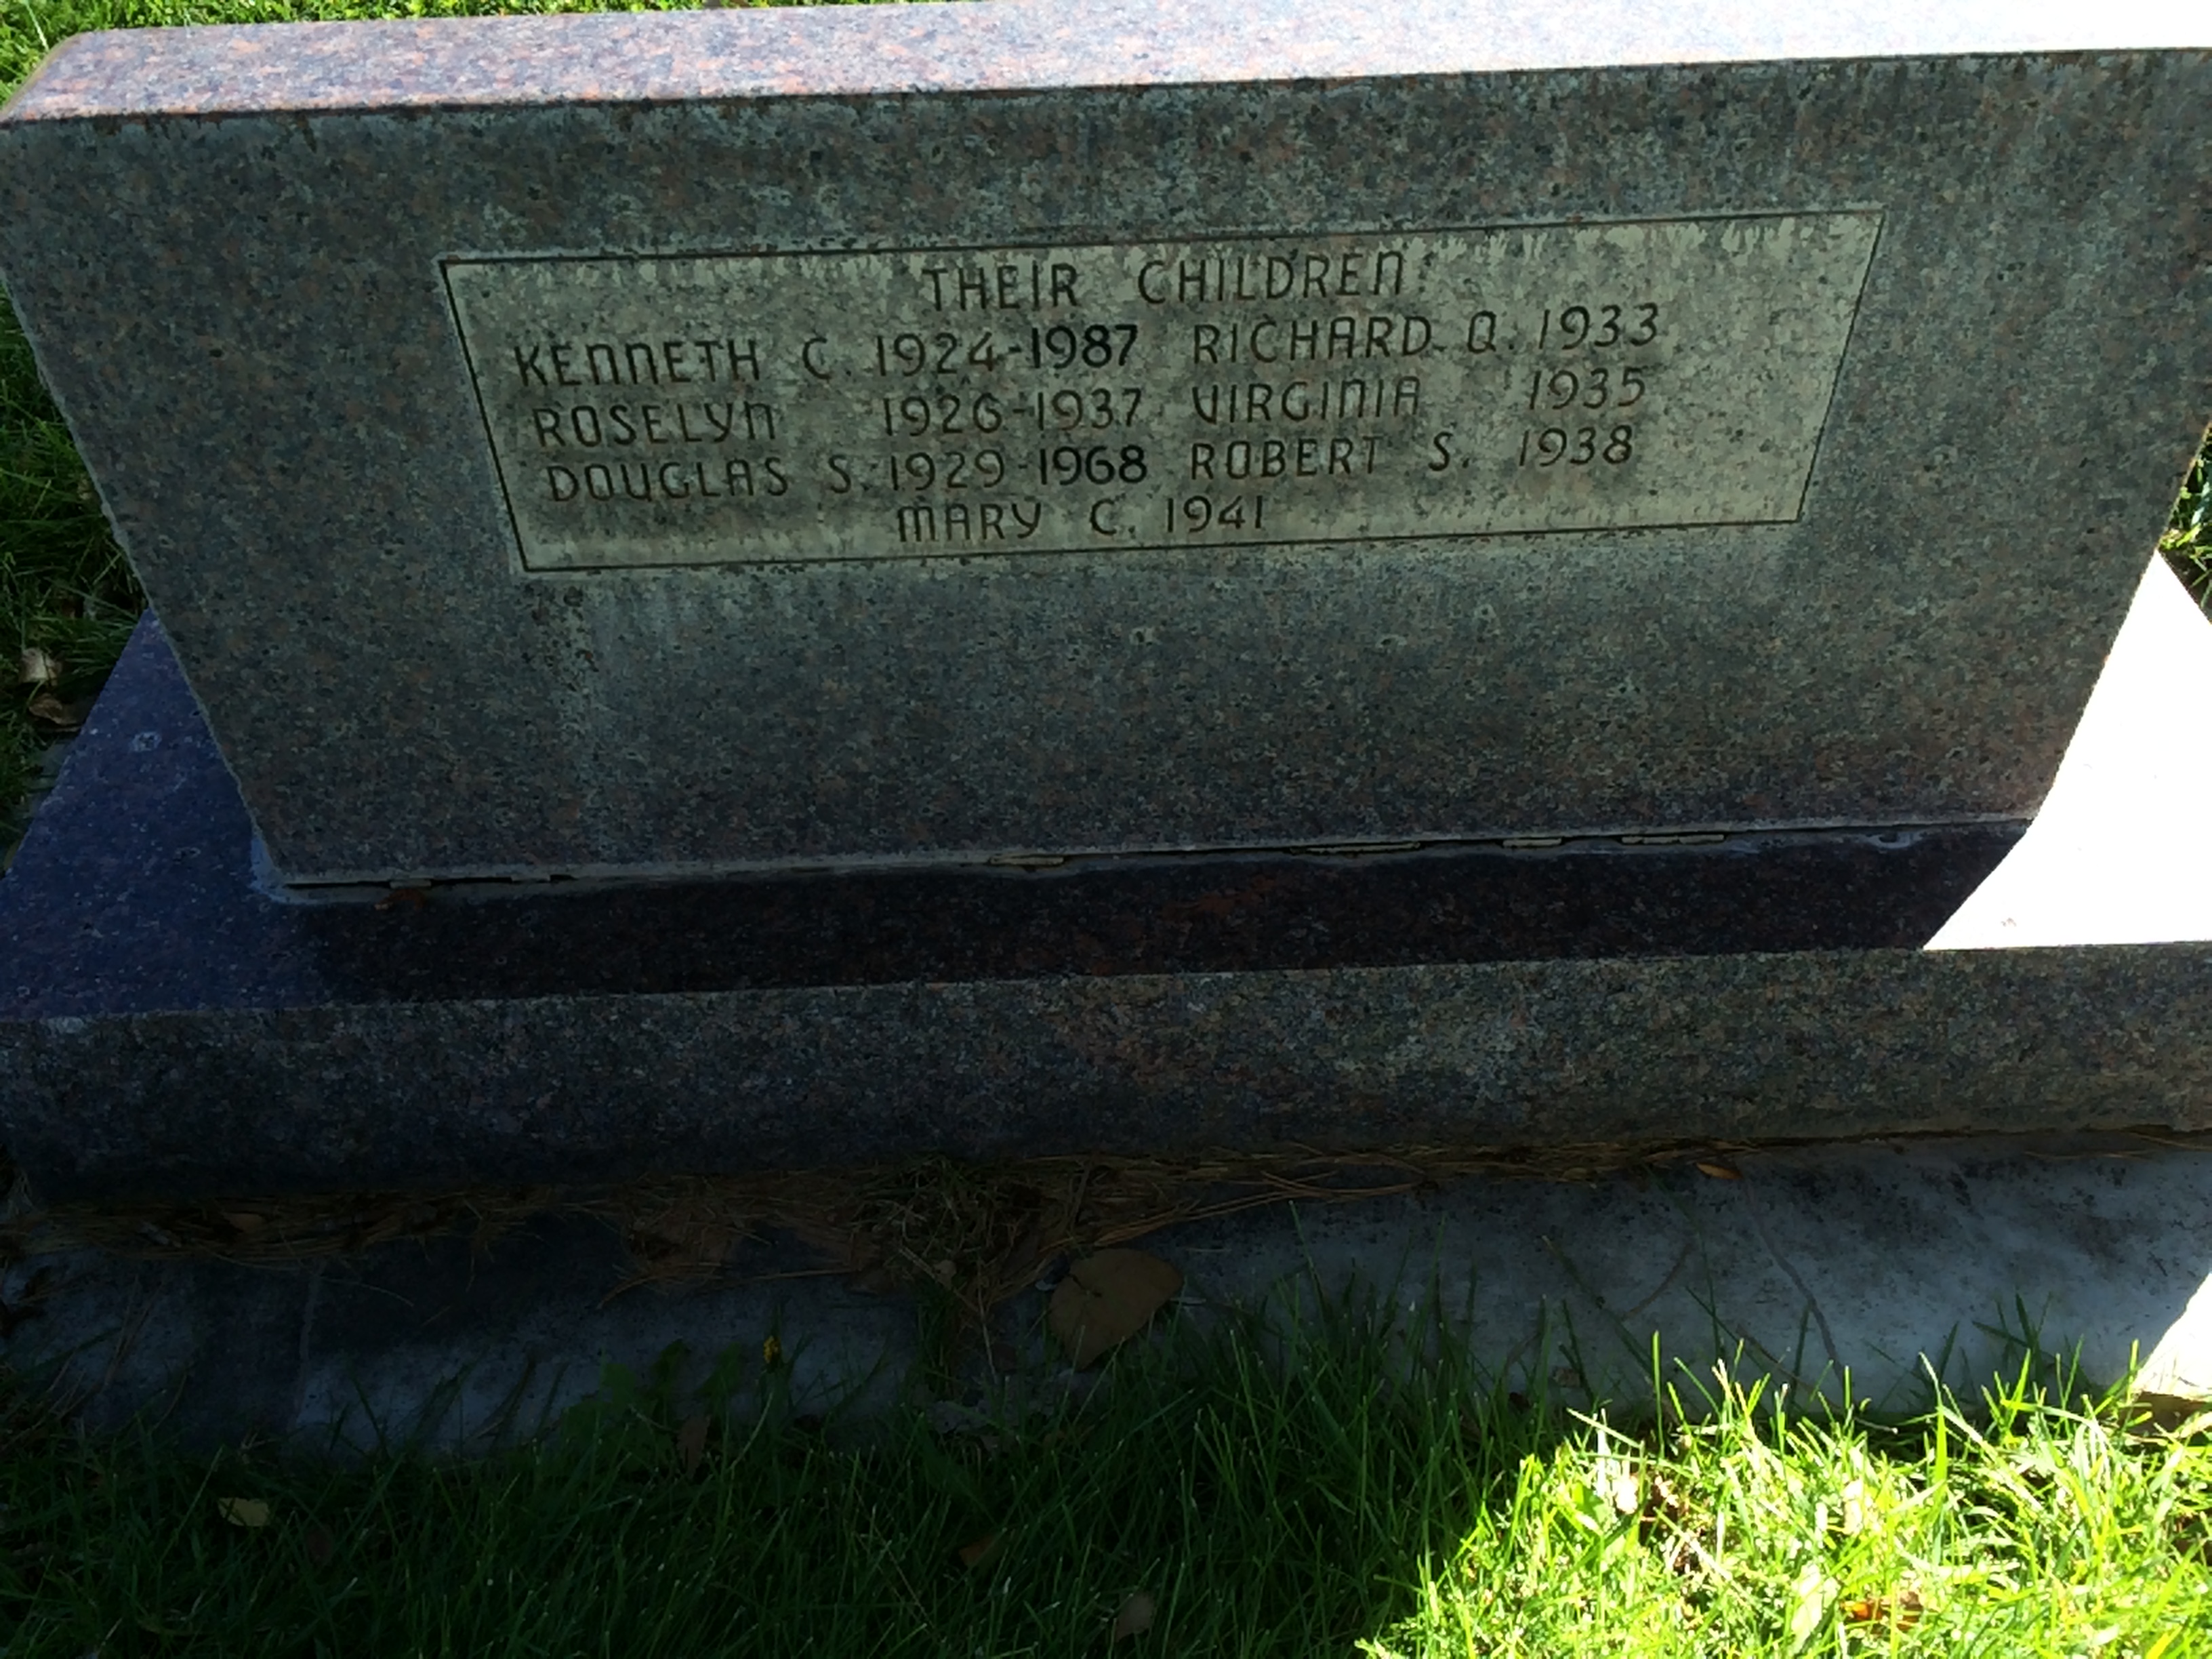 THEIR CHILDREN
KENNETH C. 1924-1987 RICHARD Q. 1933
ROSELYN 1926-1937 VIRGINIA 1935
DOUGLAS S. 1929-1968 ROBERT S. 1938
MARY C. 1941